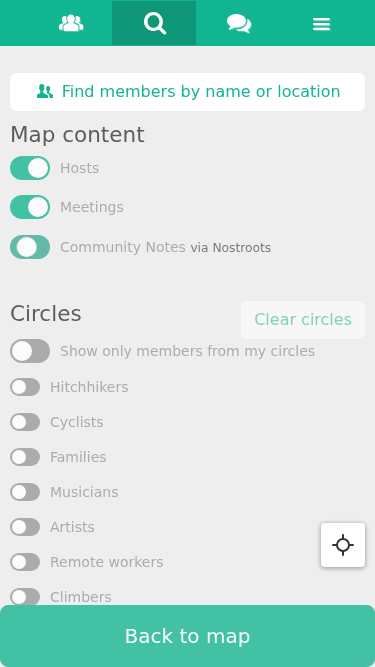 Find members by name or location
Map content
Hosts
Meetings
Community Notes via Nostroots
Circles
Clear circles
Show only members from my circles
Hitchhikers
Cyclists
Families
Musicians
Artists
Remote workers
Climbers
Back to map